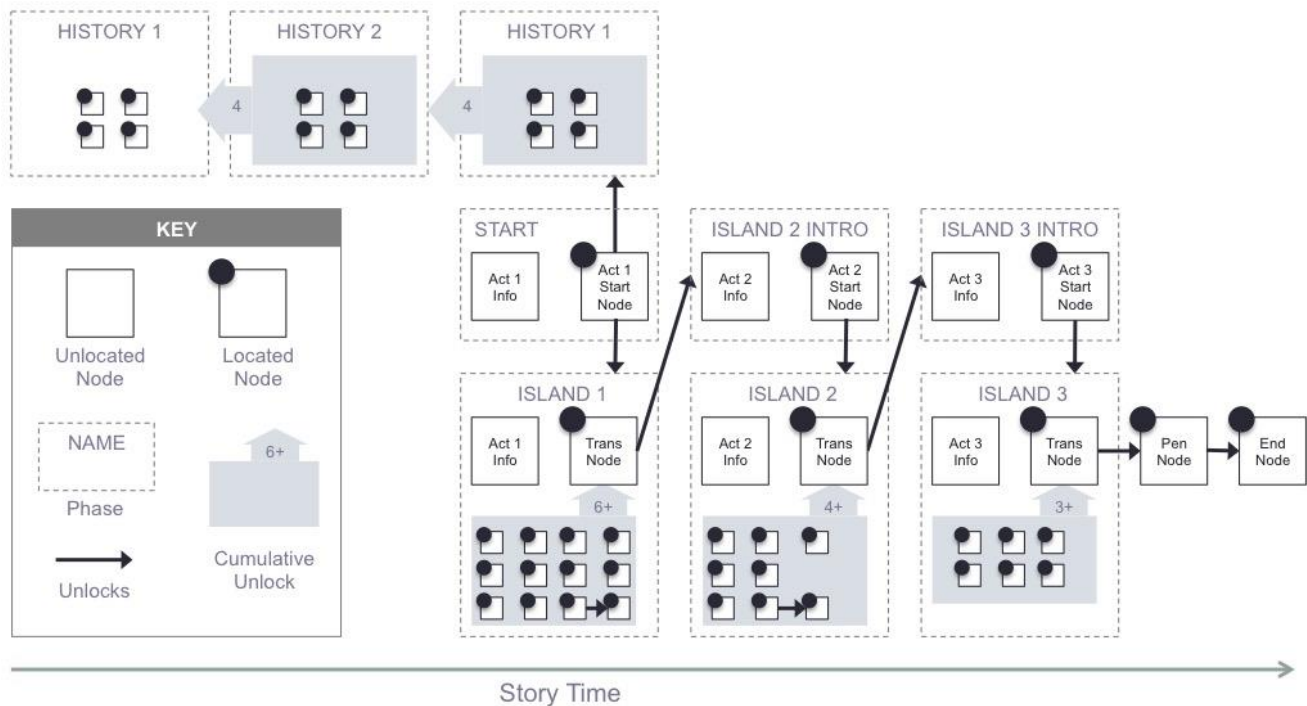 HISTORY 1
HISTORY 2
HISTORY 1
4
4
KEY
Unlocated
Node
Located
Node
NAME
Phase
6+
Cumulative
Unlock
Unlocks
START
Act 1
Info
Act 1
Start
Node
ISLAND 2 INTRO
Act 2
Info
Act 2
Start
Node
ISLAND 3 INTRO
Act 3
Info
Act 3
Start
Node
ISLAND 1
Act 1
Info
Trans
Node
6+
ISLAND 2
Act 2
Info
Trans
Node
4+
ISLAND 3
Act 3
Info
Trans
Node
3+
Pen
Node
End
Node
Story Time